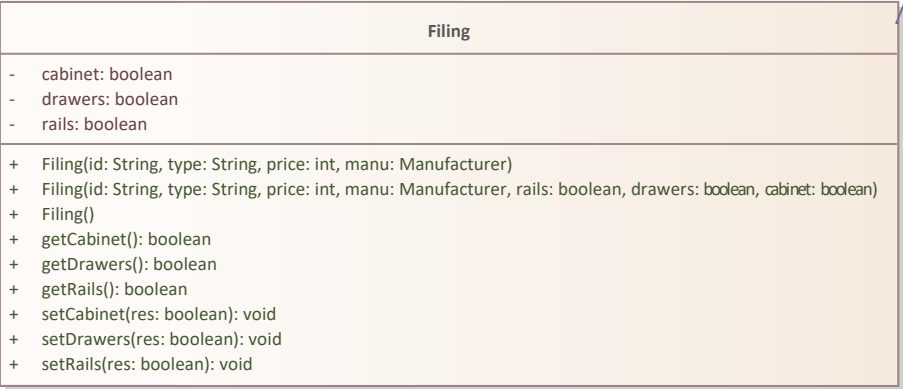 Filing
- cabinet: boolean
- drawers: boolean
- rails: boolean
+ Filing(id: String, type: String, price: int, manu: Manufacturer)
+ Filing(id: String, type: String, price: int, manu: Manufacturer, rails: boolean, drawers: boolean, cabinet: boolean)
+ Filing()
+ getCabinet(): boolean
+ getDrawers(): boolean
+ getRails(): boolean
+ setCabinet(res: boolean): void
+ setDrawers(res: boolean): void
+ setRails(res: boolean): void